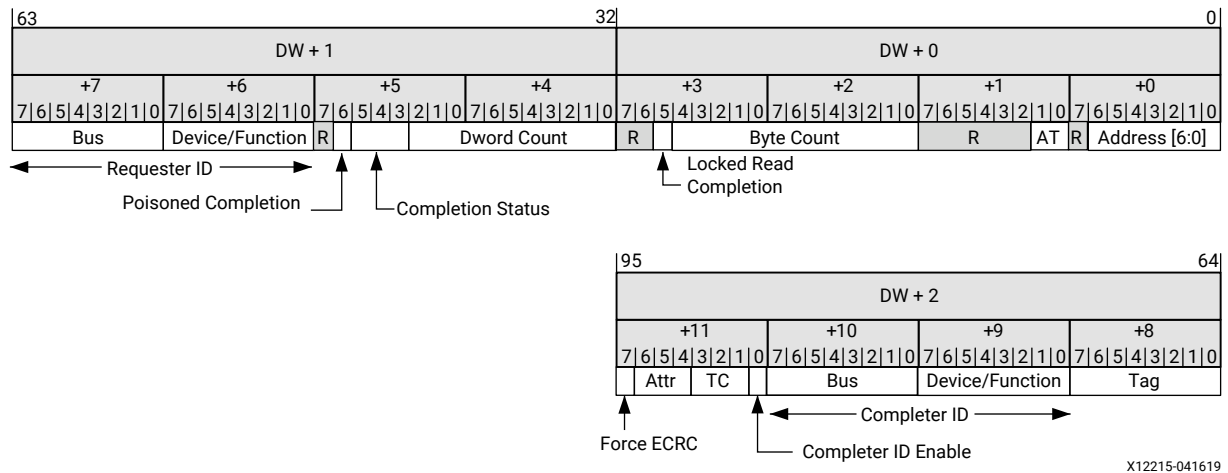 63 32 0
DW + 1 DW + 0
+7 +6 +5 +4 +3 +2 +1 +0
7|6|5|4|3|2|1|0 7|6|5|4|3|2|1|0 7|6|5|4|3|2|1|0 7|6|5|4|3|2|1|0 7|6|5|4|3|2|1|0 7|6|5|4|3|2|1|0 7|6|5|4|3|2|1|0 7|6|5|4|3|2|1|0
Bus Device/Function R Dword Count R Byte Count R AT R Address [6:0]
Requester ID Locked Read
Completion
Poisoned Completion Completion Status
95 64
DW + 2
+11 +10 +9 +8
7|6|5|4|3|2|1|0 7|6|5|4|3|2|1|0 7|6|5|4|3|2|1|0 7|6|5|4|3|2|1|0
Attr TC Bus Device/Function Tag
Completer ID
Force ECRC Completer ID Enable
X12215-041619